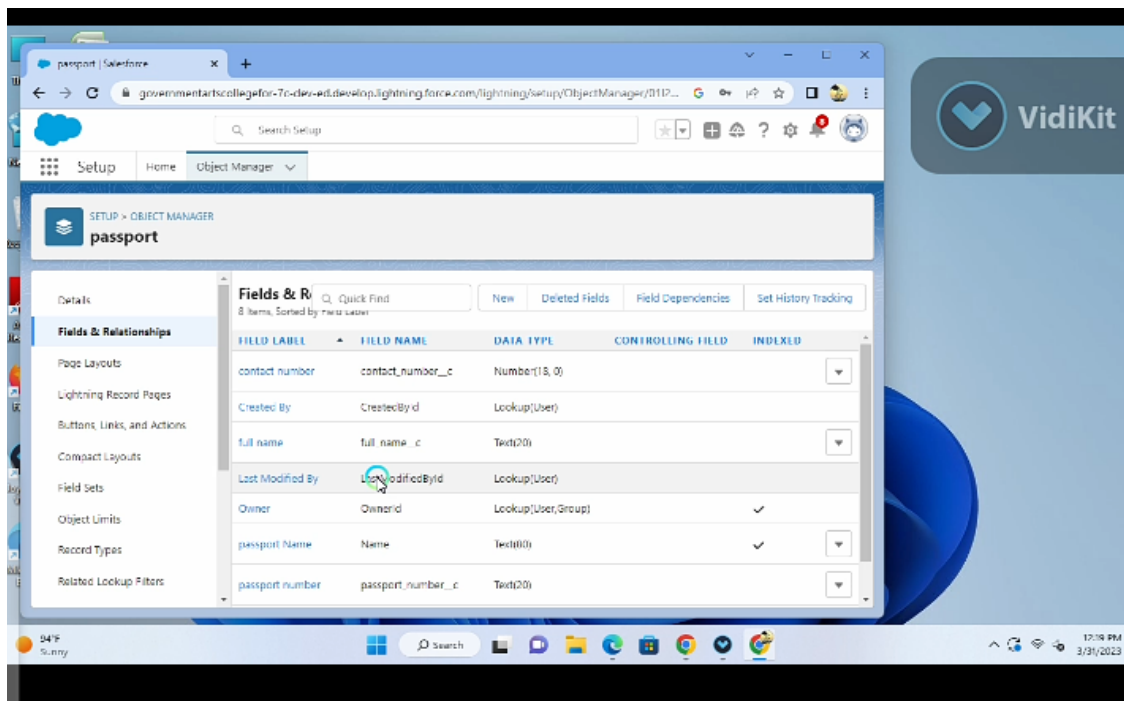 passport | Salesforce
governmentartscollegefor-7c-dev-ed.develop.lightning.force.com/lightning/setup/ObjectManager/01I2...
VidiKit
Search Setup
Setup Home Object Manager
SETUP > OBJECT MANAGER
passport
Details
Fields & Relationships
Page Layouts
Lightning Record Pages
Buttons, Links, and Actions
Compact Layouts
Field Sets
Object Limits
Record Types
Related Lookup Filters
Fields & R
Quick Find
New Deleted Fields Field Dependencies Set History Tracking
8 Items, Sorted by Field Label
FIELD LABEL FIELD NAME DATA TYPE CONTROLLING FIELD INDEXED
contact number contact_number__c Number(18, 0)
Created By CreatedById Lookup(User)
full name full_name__c Text(20)
Last Modified By LastModifiedById Lookup(User)
Owner OwnerId Lookup(User,Group)
passport Name Name Text(80)
passport number passport_number__c Text(20)
94°F
Sunny
Search
12:19 PM
3/31/2023